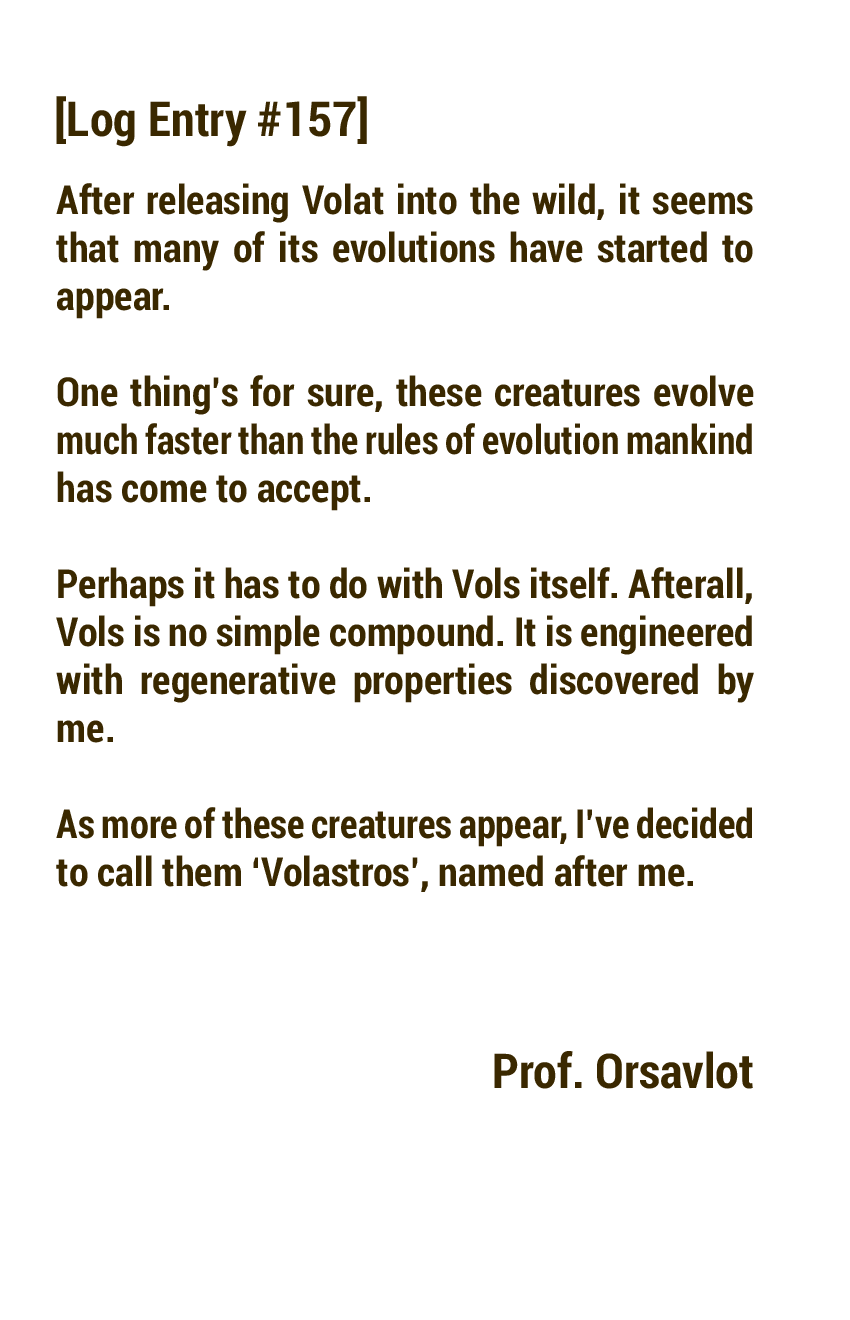 [Log Entry #157]
After releasing Volat into the wild, it seems
that many of its evolutions have started to
appear.
One thing's for sure, these creatures evolve
much faster than the rules of evolution mankind
has come to accept.
Perhaps it has to do with Vols itself. Afterall,
Vols is no simple compound. It is engineered
with regenerative properties discovered by
me.
As more of these creatures appear, I've decided
to call them ‘Volastros’, named after me.
Prof. Orsavlot